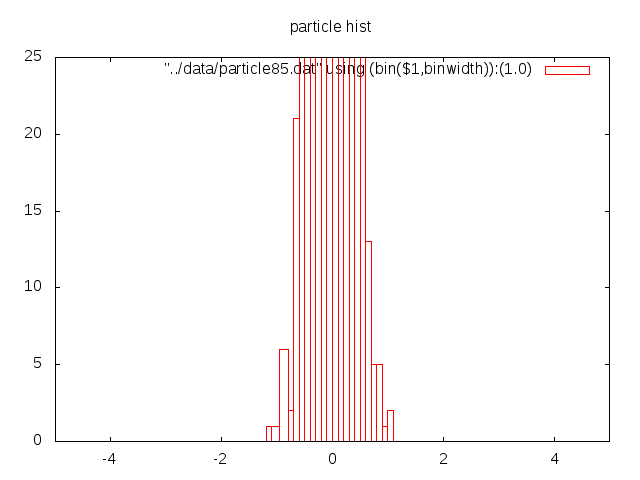 particle hist
25
"../data/particle85.dat" using (bin($1,binwidth)):(1.0)
20
15
10
5
0
-4 -2 0 2 4